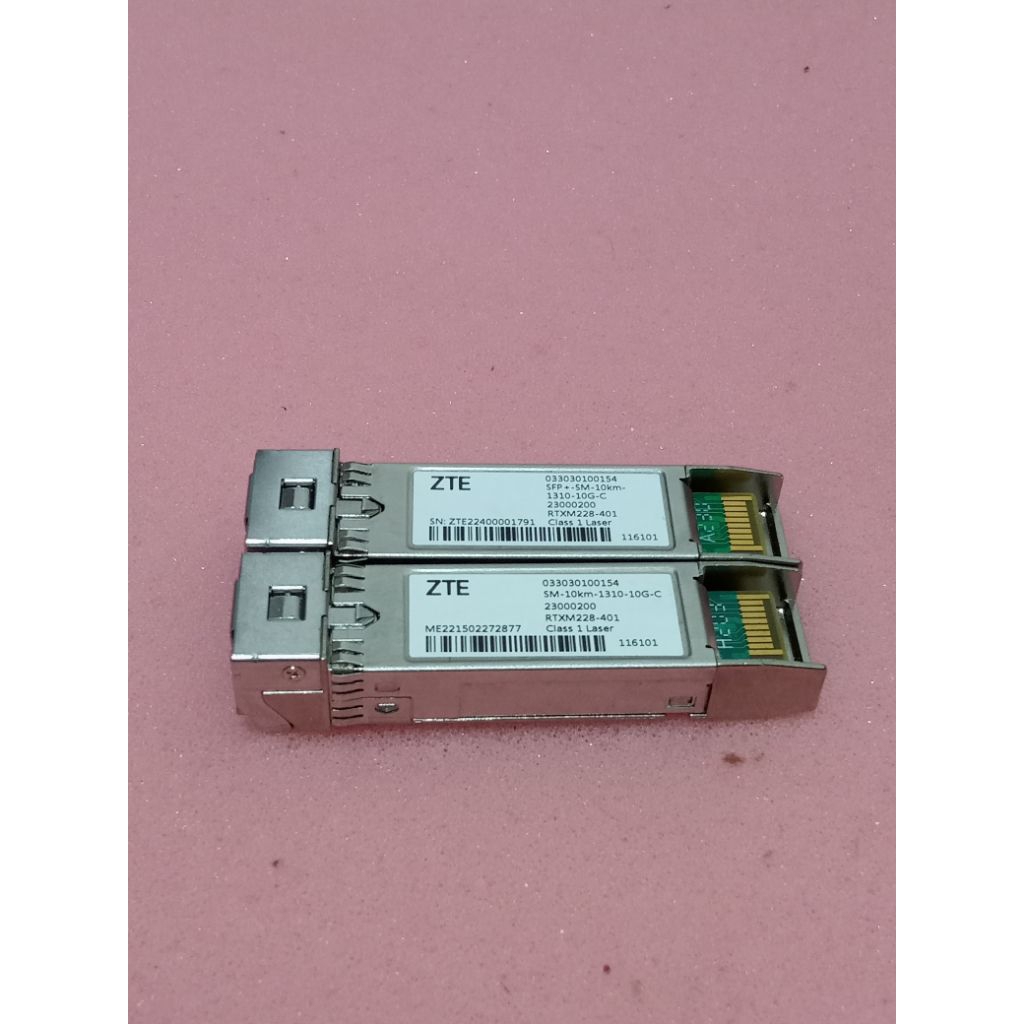 ZTE
033030100154
SFP+-SM-10km-
1310-10G-C
23000200
RTXM228-401
SN: ZTE22400001791 Class 1 Laser
116101
ZTE
033030100154
SM-10km-1310-10G-C
23000200
RTXM228-401
ME221502272877 Class 1 Laser
116101